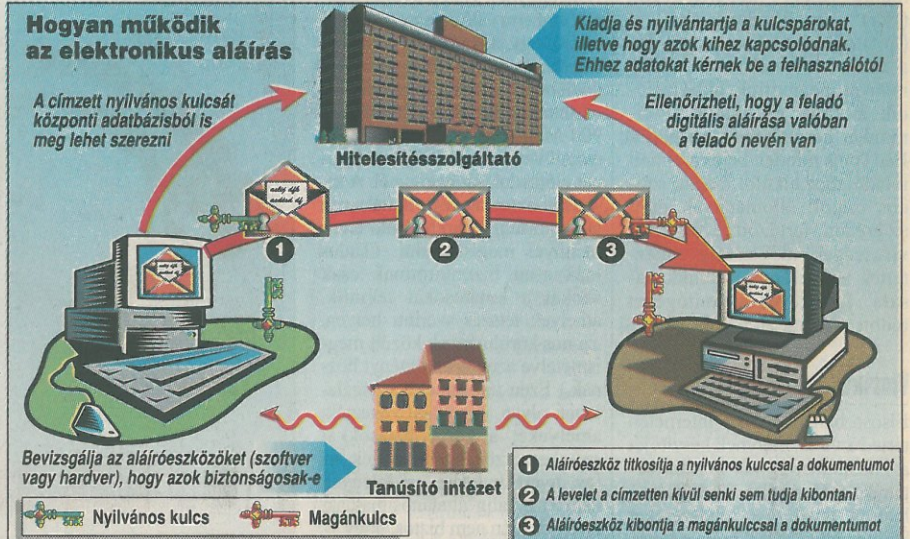 Hogyan működik
az elektronikus aláírás
Kiadja és nyilvántartja a kulcspárokat,
illetve hogy azok kihez kapcsolódnak.
Ehhez adatokat kérnek be a felhasználótól
A címzett nyilvános kulcsát
központi adatbázisból is
meg lehet szerezni
Ellenőrizheti, hogy a feladó
digitális aláírása valóban
a feladó nevén van
Hitelesítésszolgáltató
1
2
3
Bevizsgálja az aláíróeszközöket (szoftver
vagy hardver), hogy azok biztonságosak-e
Tanúsító intézet
Nyilvános kulcs
Magánkulcs
1 Aláíróeszköz titkosítja a nyilvános kulccsal a dokumentumot
2 A levelet a címzetten kívül senki sem tudja kibontani
3 Aláíróeszköz kibontja a magánkulccsal a dokumentumot